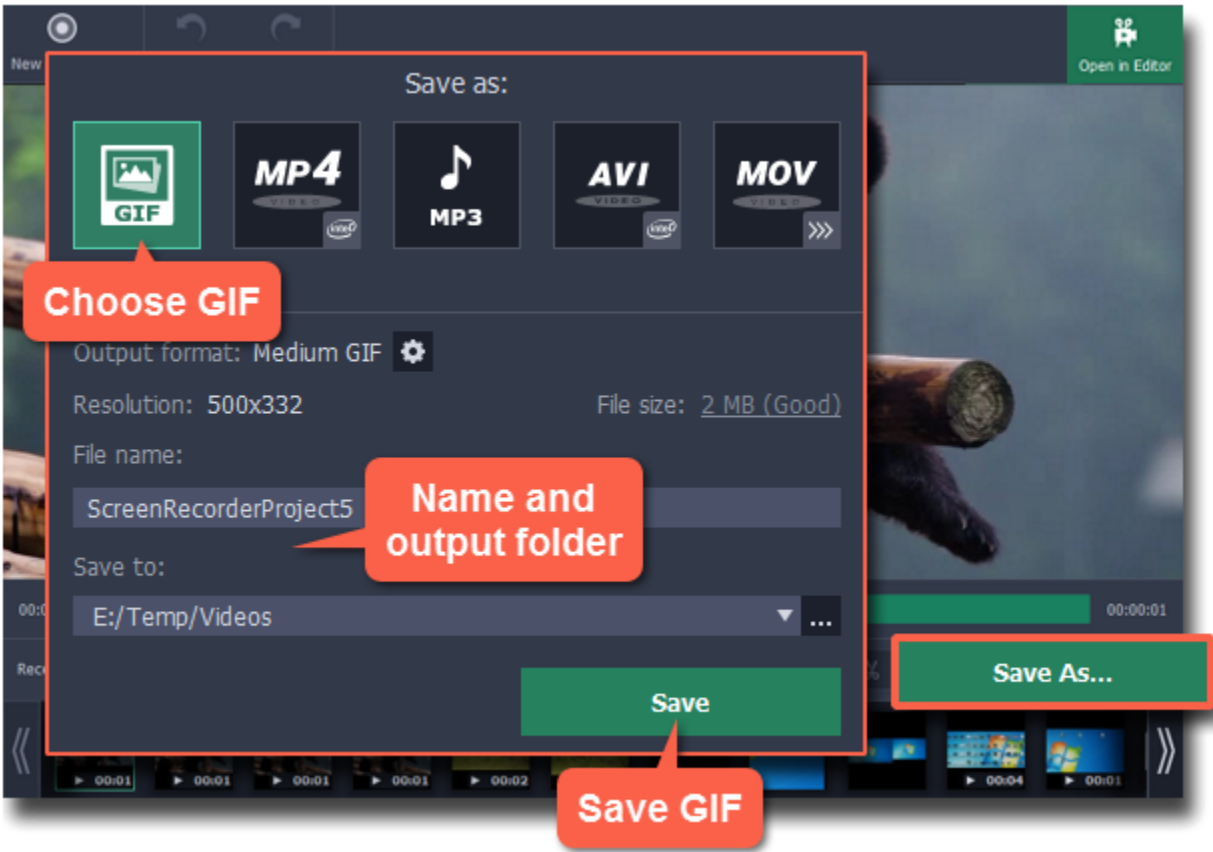 New
Open in Editor
Save as:
GIF
MP4
VIDEO
intel
MP3
AVI
VIDEO
intel
MOV
VIDEO
Choose GIF
Output format: Medium GIF
Resolution: 500x332
File size: 2 MB (Good)
File name:
ScreenRecorderProject5
Name and
output folder
Save to:
E:/Temp/Videos
...
00:00:01
Save As...
Save
00:01
00:01
00:01
00:01
00:02
00:04
00:01
Save GIF